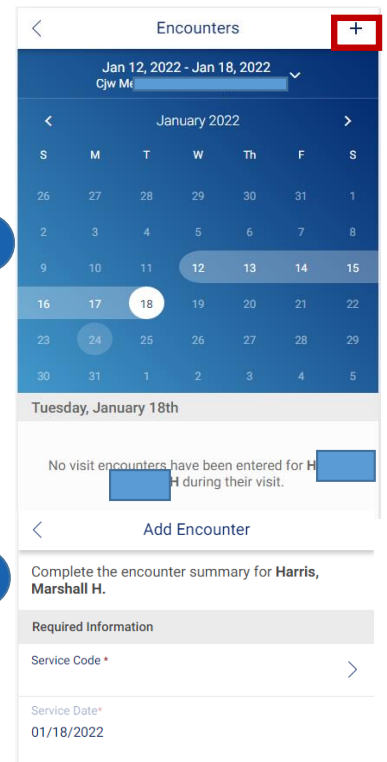 Encounters +
Jan 12, 2022 - Jan 18, 2022
Cjw
January 2022
S M T W Th F S
26 27 28 29 30 31 1
2 3 4 5 6 7 8
9 10 11 12 13 14 15
16 17 18 19 20 21 22
23 24 25 26 27 28 29
30 31 1 2 3 4 5
Tuesday, January 18th
No visit encounters have been entered for H
H during their visit.
Add Encounter
Complete the encounter summary for Harris,
Marshall H.
Required Information
Service Code *
Service Date*
01/18/2022